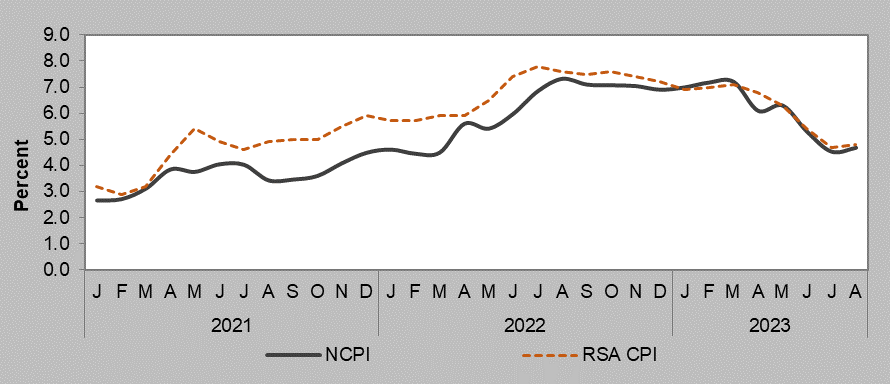 Percent
9.0
8.0
7.0
6.0
5.0
4.0
3.0
2.0
1.0
0.0
J F M A M J J A S O N D J F M A M J J A S O N D J F M A M J J A
2021 2022 2023
NCPI RSA CPI